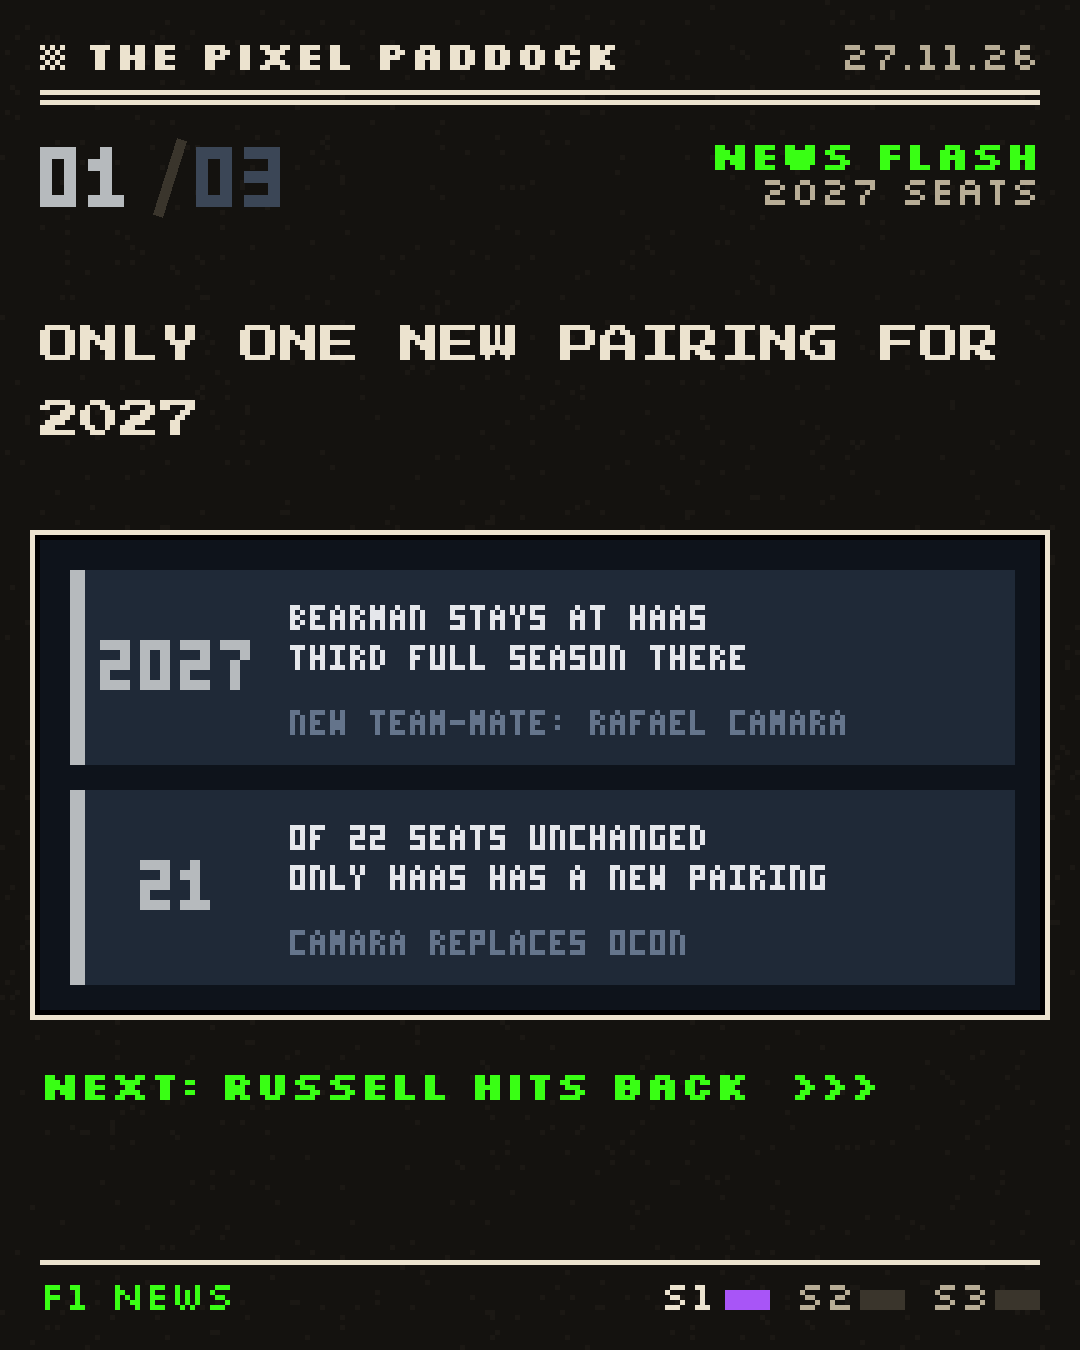 THE PIXEL PADDOCK
27.11.26
01 /03
NEWS FLASH
2027 SEATS
ONLY ONE NEW PAIRING FOR
2027
2027
BEARMAN STAYS AT HAAS
THIRD FULL SEASON THERE
NEW TEAM-MATE: RAFAEL CAMARA
21
OF 22 SEATS UNCHANGED
ONLY HAAS HAS A NEW PAIRING
CAMARA REPLACES OCON
NEXT: RUSSELL HITS BACK >>>
F1 NEWS
S1 S2 S3